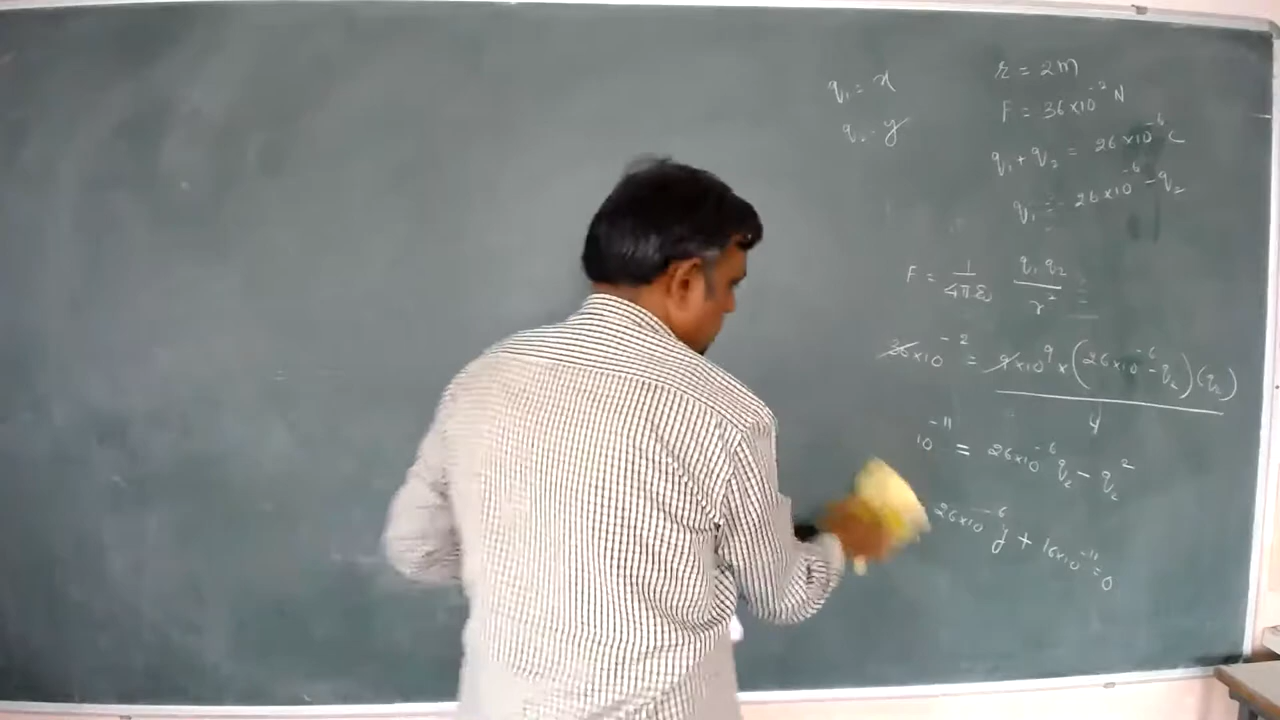 q₁ = x
q₂ = y
r = 2m
F = 36×10⁻² N
q₁ + q₂ = 26×10⁻⁶ C
q₁ = 26×10⁻⁶ - q₂
F = 1/4πε₀ q₁ q₂/r² =
36×10⁻² = 9×10⁹ × (26×10⁻⁶ - q₂)(q₂)/4
10⁻¹¹ = 26×10⁻⁶ q₂ - q₂²
26×10⁻⁶ y + 16×10⁻¹¹ = 0